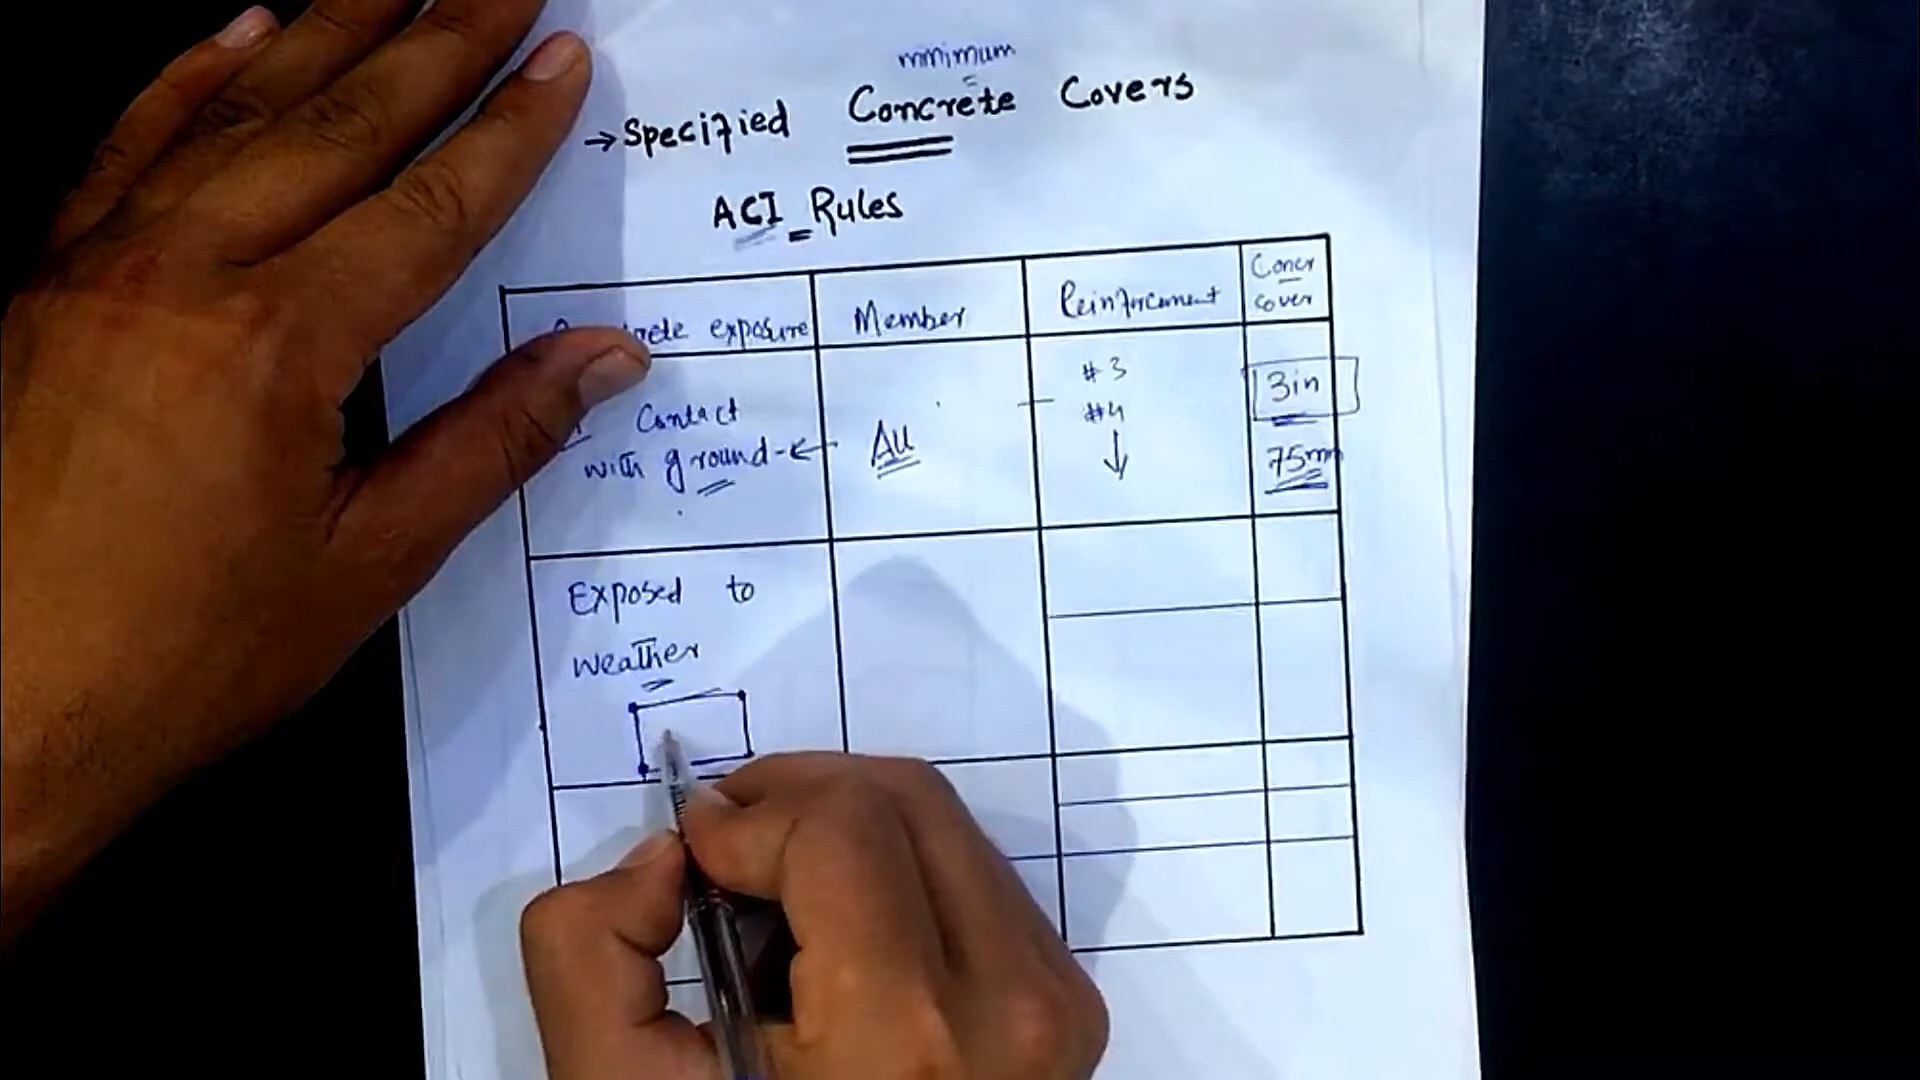 minimum
→ Specified Concrete Covers
ACI Rules
exposure Member Reinforcement Concr cover
Contact
with ground
All
#3
#4
3in
75m
Exposed to
weather